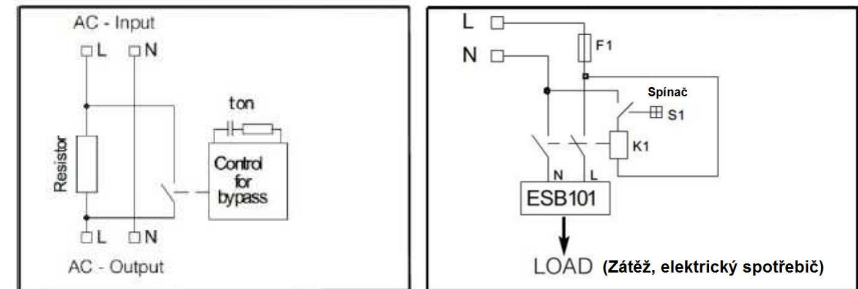 AC - Input
L N
ton
Resistor
Control
for
bypass
L N
AC - Output
L
F1
N
Spínač
S1
K1
N L
ESB101
LOAD (Zátěž, elektrický spotřebič)